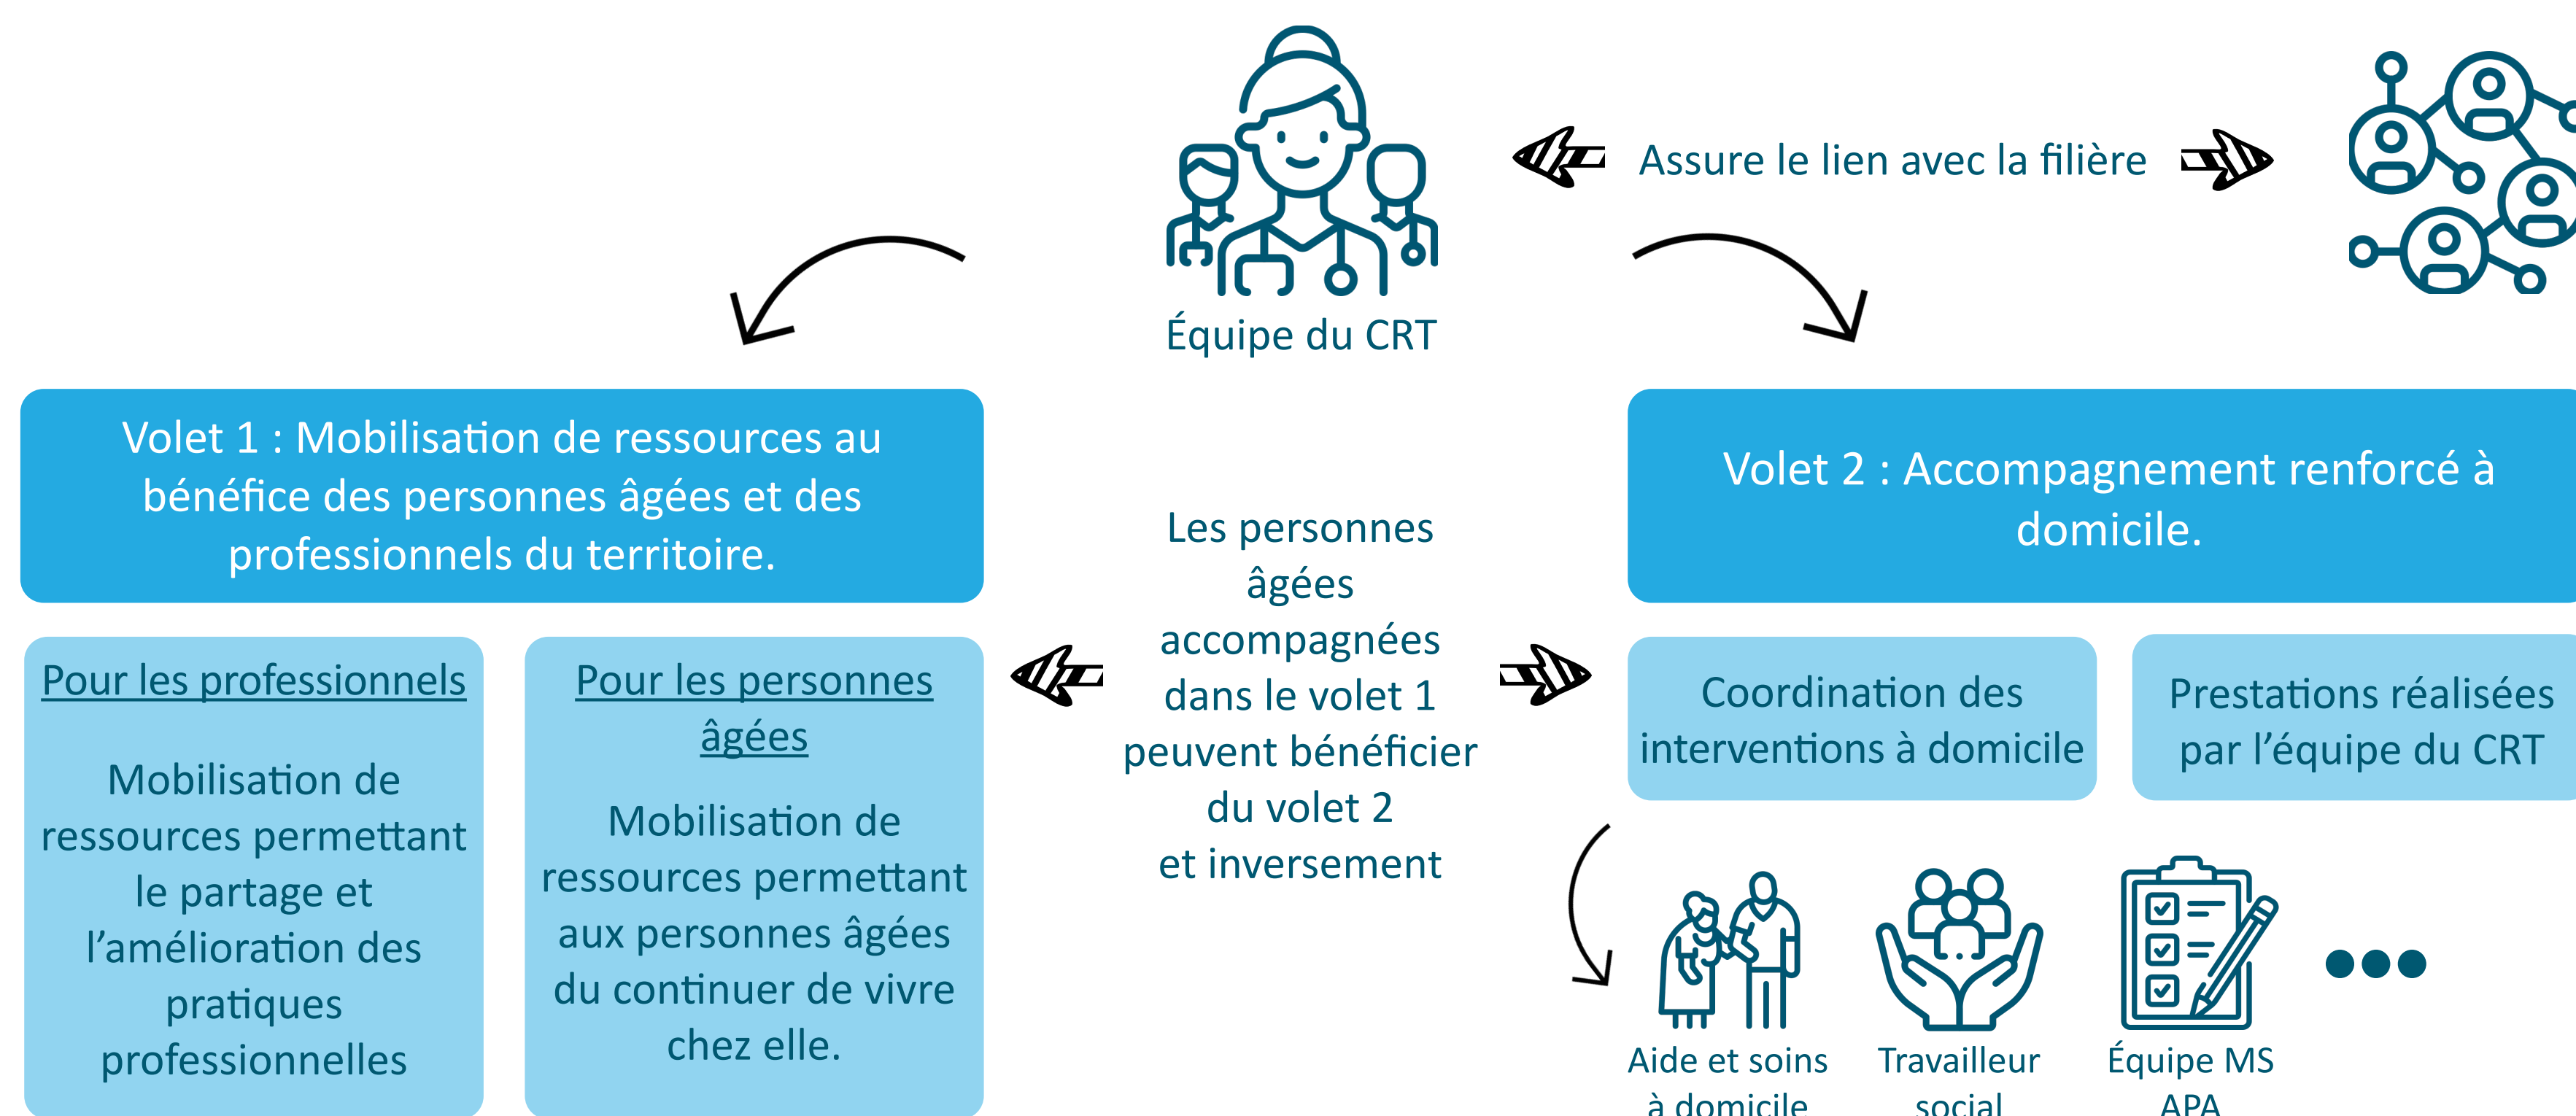 Assure le lien avec la filière
Équipe du CRT
Volet 1 : Mobilisation de ressources au
bénéfice des personnes âgées et des
professionnels du territoire.
Pour les professionnels
Mobilisation de
ressources permettant
le partage et
l’amélioration des
pratiques
professionnelles
Pour les personnes
âgées
Mobilisation de
ressources permettant
aux personnes âgées
du continuer de vivre
chez elle.
Les personnes
âgées
accompagnées
dans le volet 1
peuvent bénéficier
du volet 2
et inversement
Volet 2 : Accompagnement renforcé à
domicile.
Coordination des
interventions à domicile
Prestations réalisées
par l’équipe du CRT
Aide et soins
à domicile
Travailleur
social
Équipe MS
APA